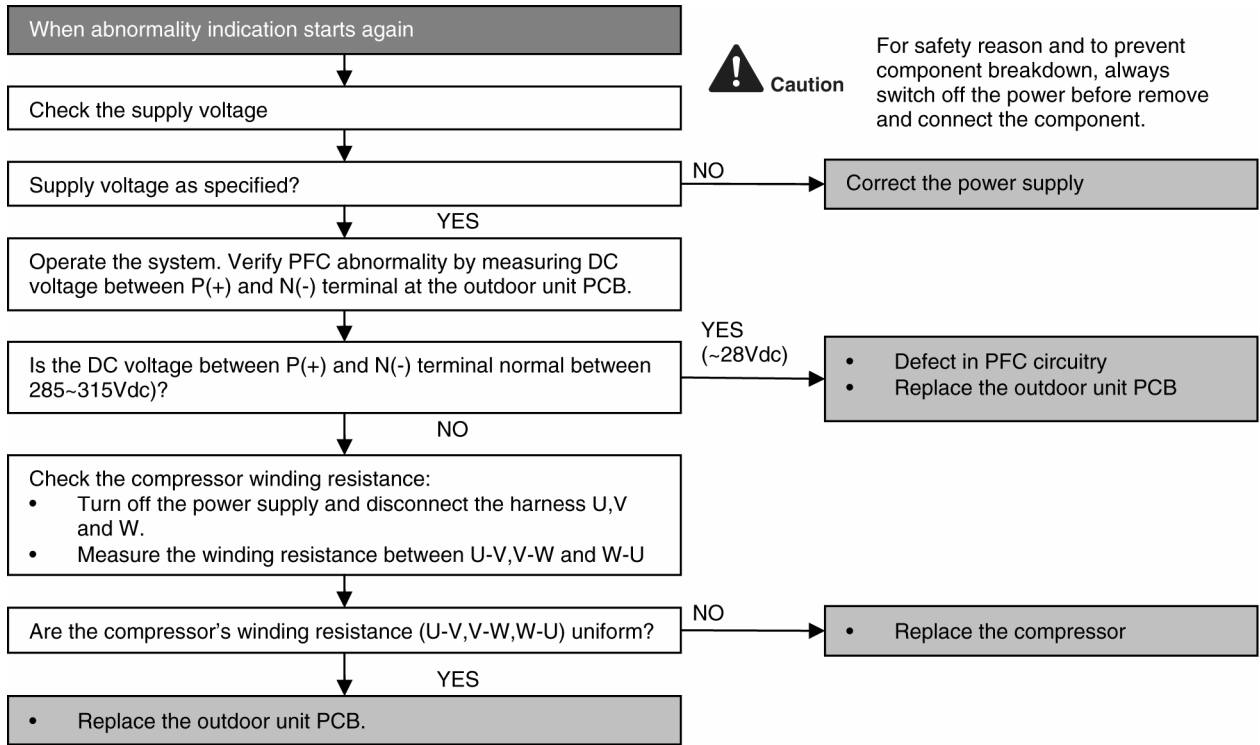 When abnormality indication starts again
Caution
For safety reason and to prevent
component breakdown, always
switch off the power before remove
and connect the component.
Check the supply voltage
Supply voltage as specified?
NO
Correct the power supply
YES
Operate the system. Verify PFC abnormality by measuring DC
voltage between P(+) and N(-) terminal at the outdoor unit PCB.
Is the DC voltage between P(+) and N(-) terminal normal between
285~315Vdc)?
YES
(~28Vdc)
• Defect in PFC circuitry
• Replace the outdoor unit PCB
NO
Check the compressor winding resistance:
• Turn off the power supply and disconnect the harness U,V
and W.
• Measure the winding resistance between U-V,V-W and W-U
Are the compressor's winding resistance (U-V,V-W,W-U) uniform?
NO
• Replace the compressor
YES
• Replace the outdoor unit PCB.